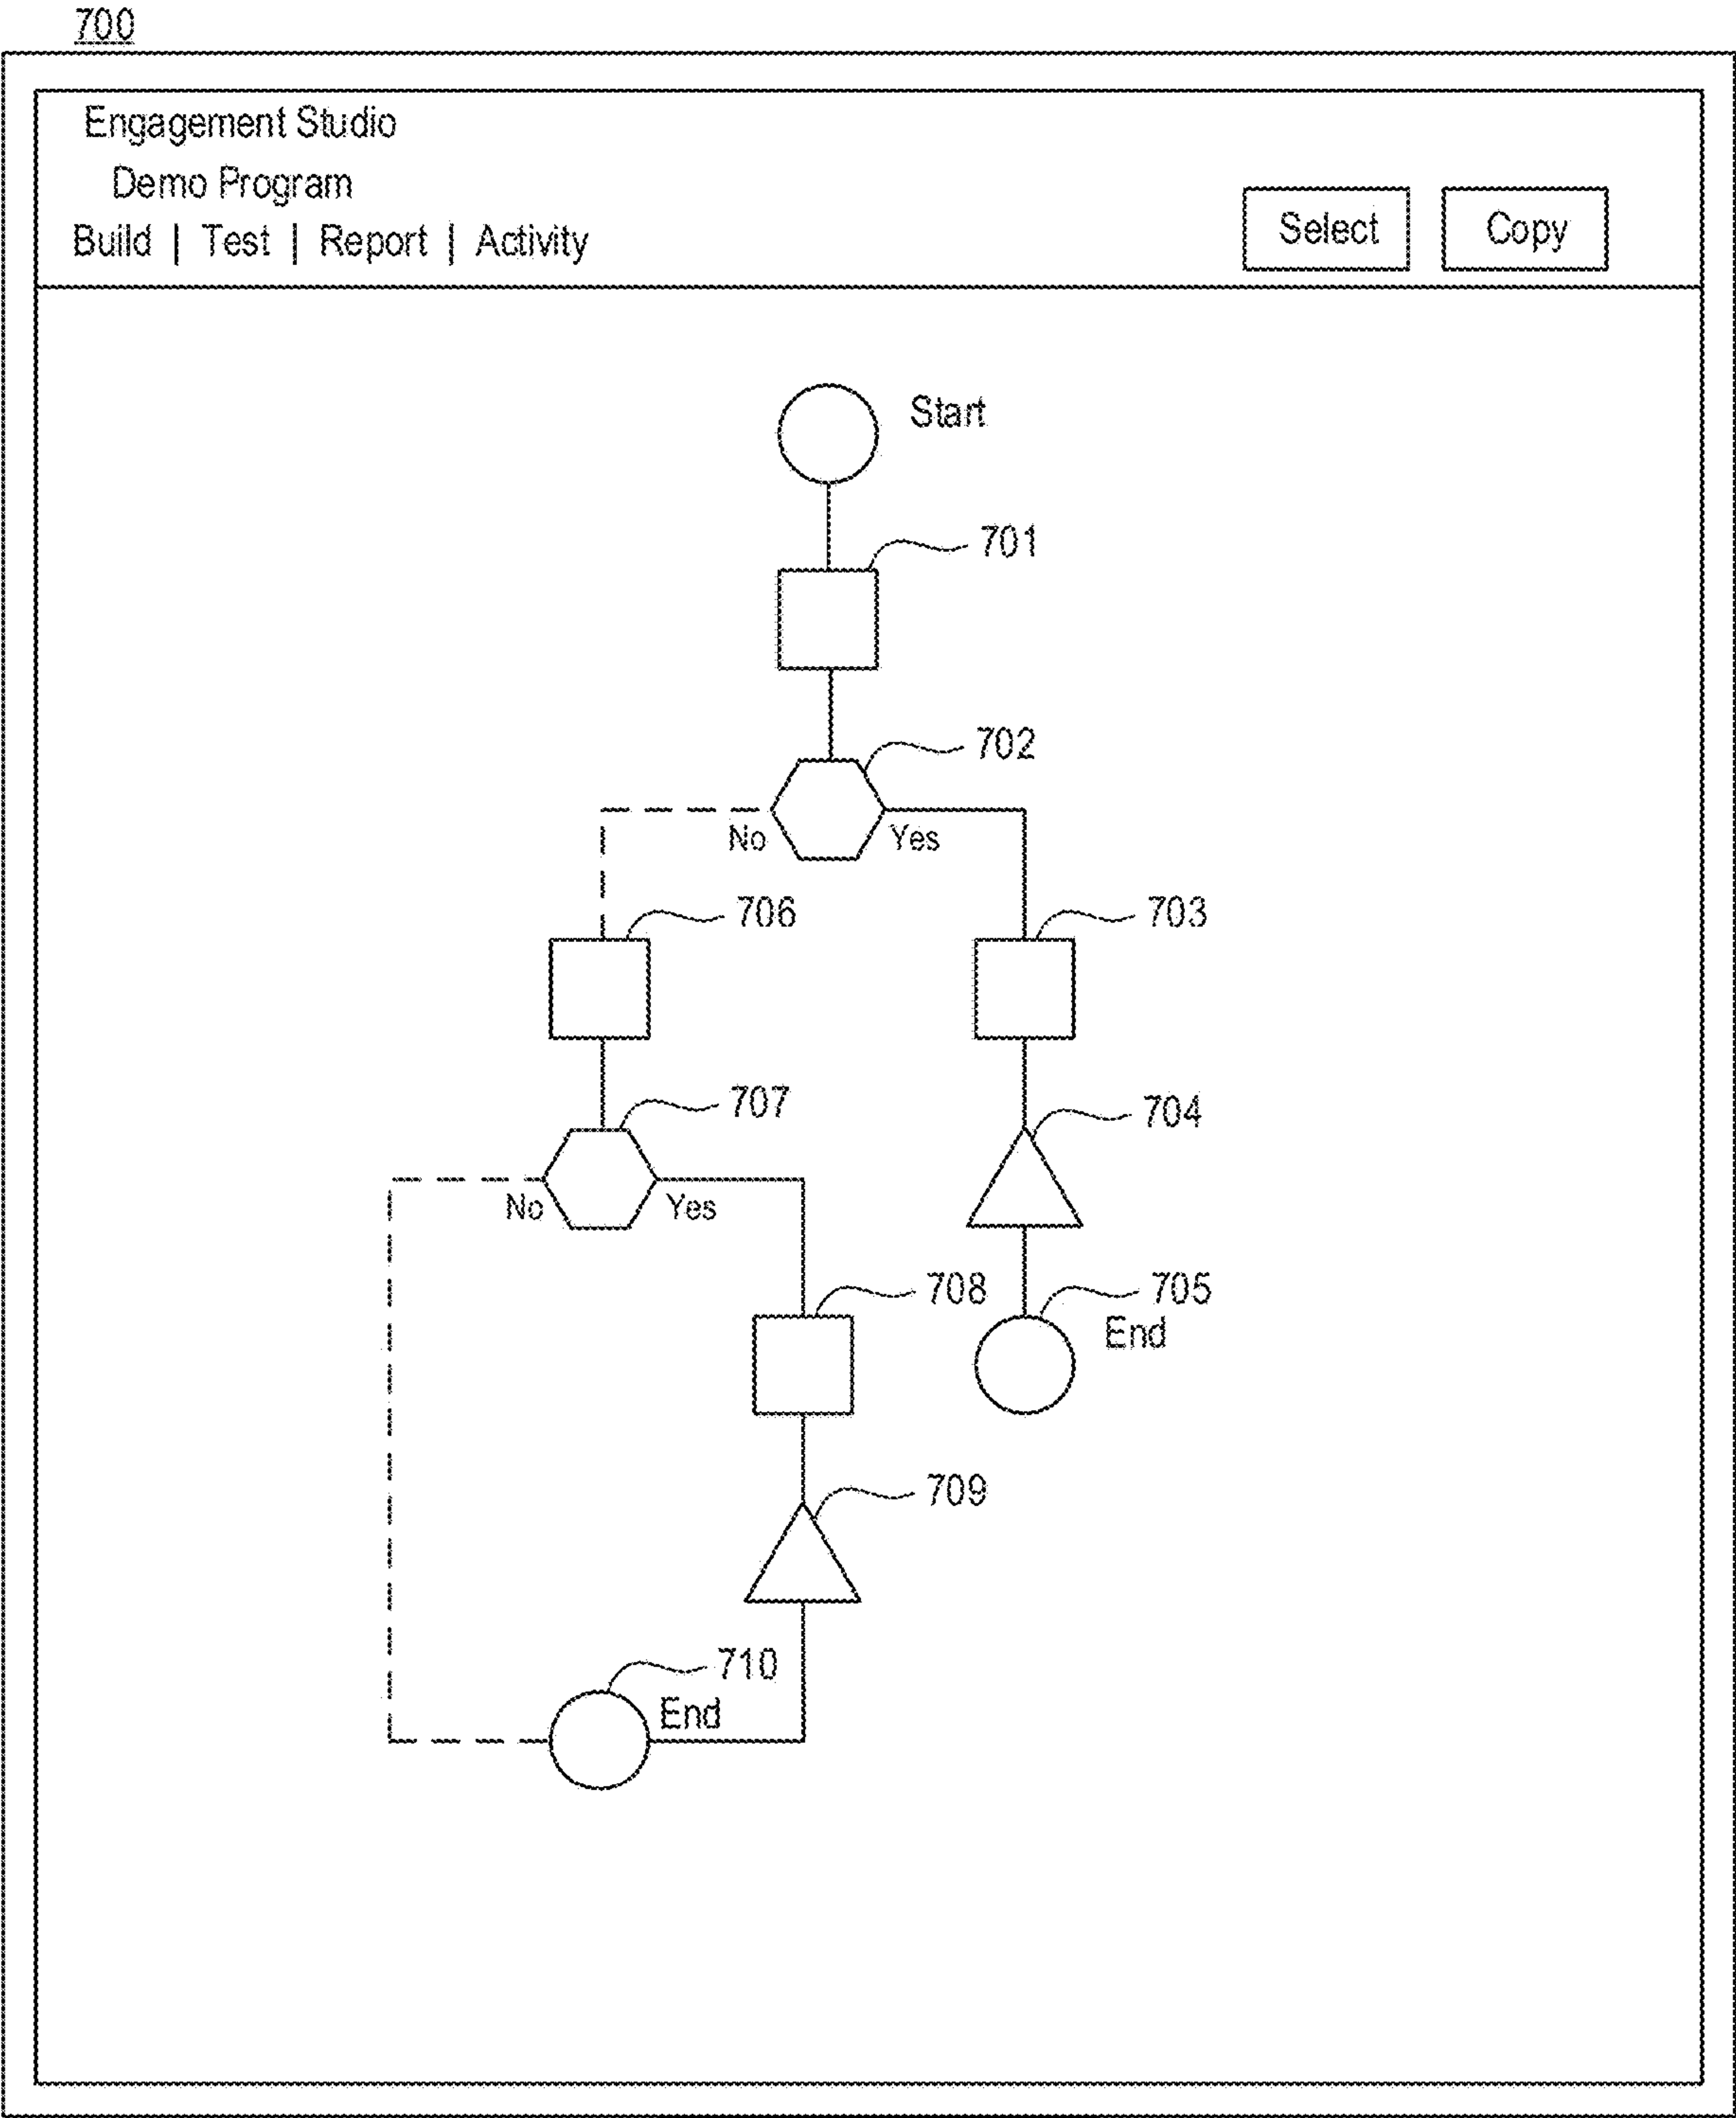 700
Engagement Studio
Demo Program
Build | Test | Report | Activity
Select
Copy
Start
701
702
No
Yes
706
703
707
704
No
Yes
708
705
End
709
710
End